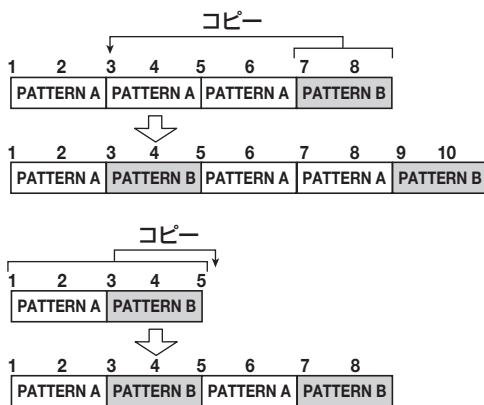 コピー
1 2 3 4 5 6 7 8
PATTERN A PATTERN A PATTERN A PATTERN B
1 2 3 4 5 6 7 8 9 10
PATTERN A PATTERN B PATTERN A PATTERN A PATTERN B
コピー
1 2 3 4 5
PATTERN A PATTERN B
1 2 3 4 5 6 7 8
PATTERN A PATTERN B PATTERN A PATTERN B